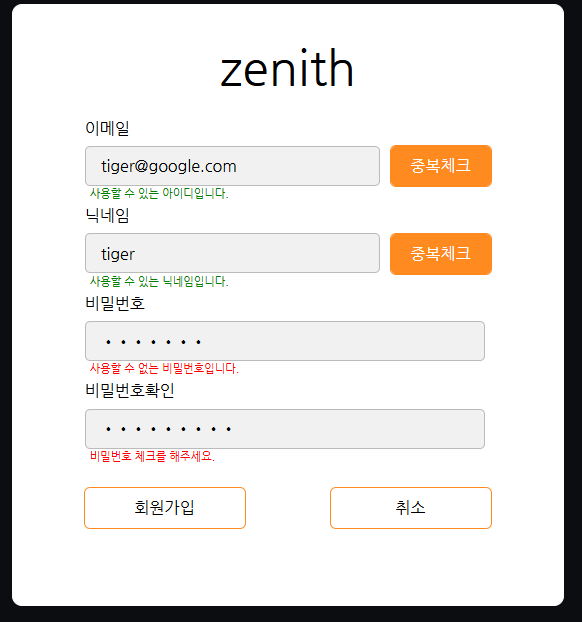 zenith
이메일
tiger@google.com 중복체크
사용할 수 있는 아이디입니다.
닉네임
tiger 중복체크
사용할 수 있는 닉네임입니다.
비밀번호
•••••••
사용할 수 없는 비밀번호입니다.
비밀번호확인
•••••••••
비밀번호 체크를 해주세요.
회원가입 취소